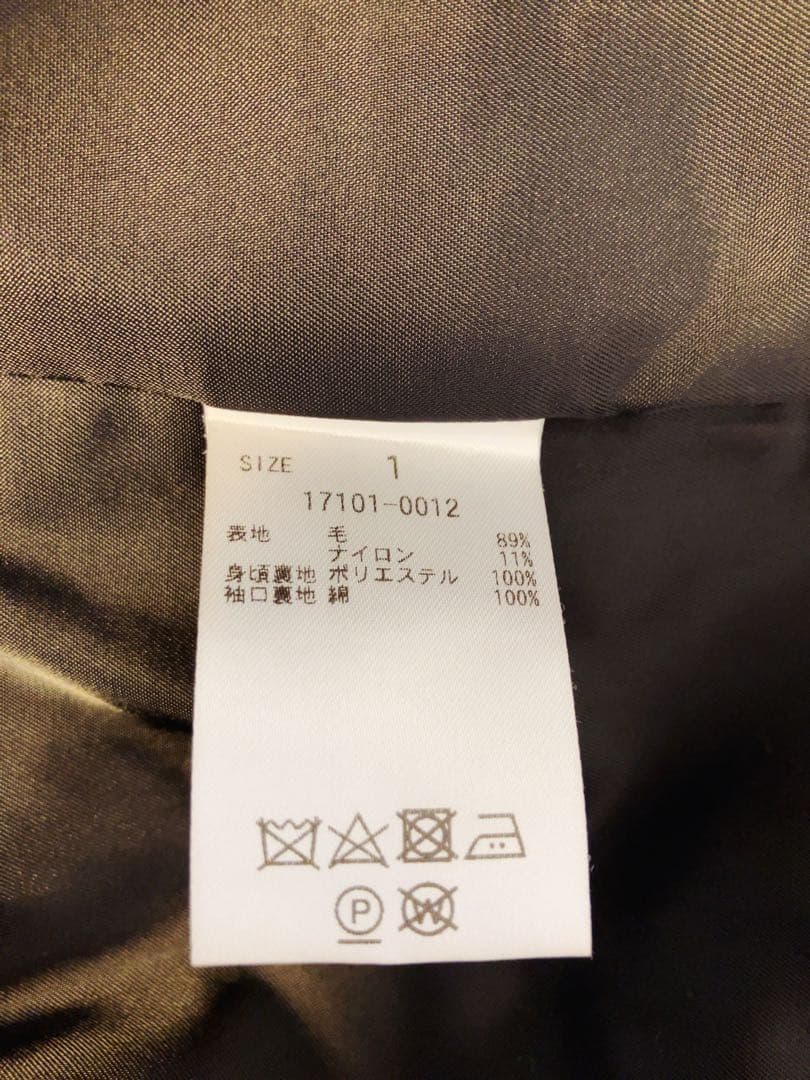 SIZE 1
17101-0012
表地 毛 89%
ナイロン 11%
身頃裏地 ポリエステル 100%
袖口裏地 綿 100%
P W